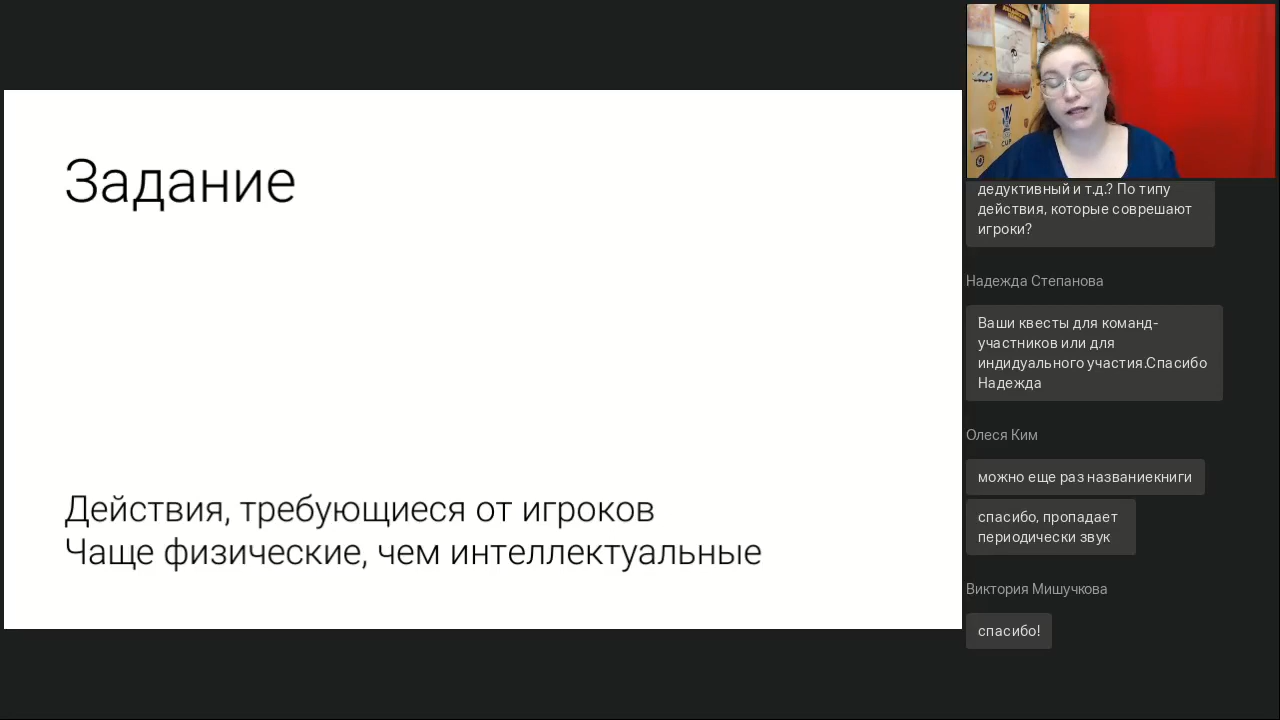 Задание
Действия, требующиеся от игроков
Чаще физические, чем интеллектуальные
CUP
дедуктивный и т.д.? По типу
действия, которые соврешают
игроки?
Надежда Степанова
Ваши квесты для команд-
участников или для
индидуального участия.Спасибо
Надежда
Олеся Ким
можно еще раз названиекниги
спасибо, пропадает
периодически звук
Виктория Мишучкова
спасибо!